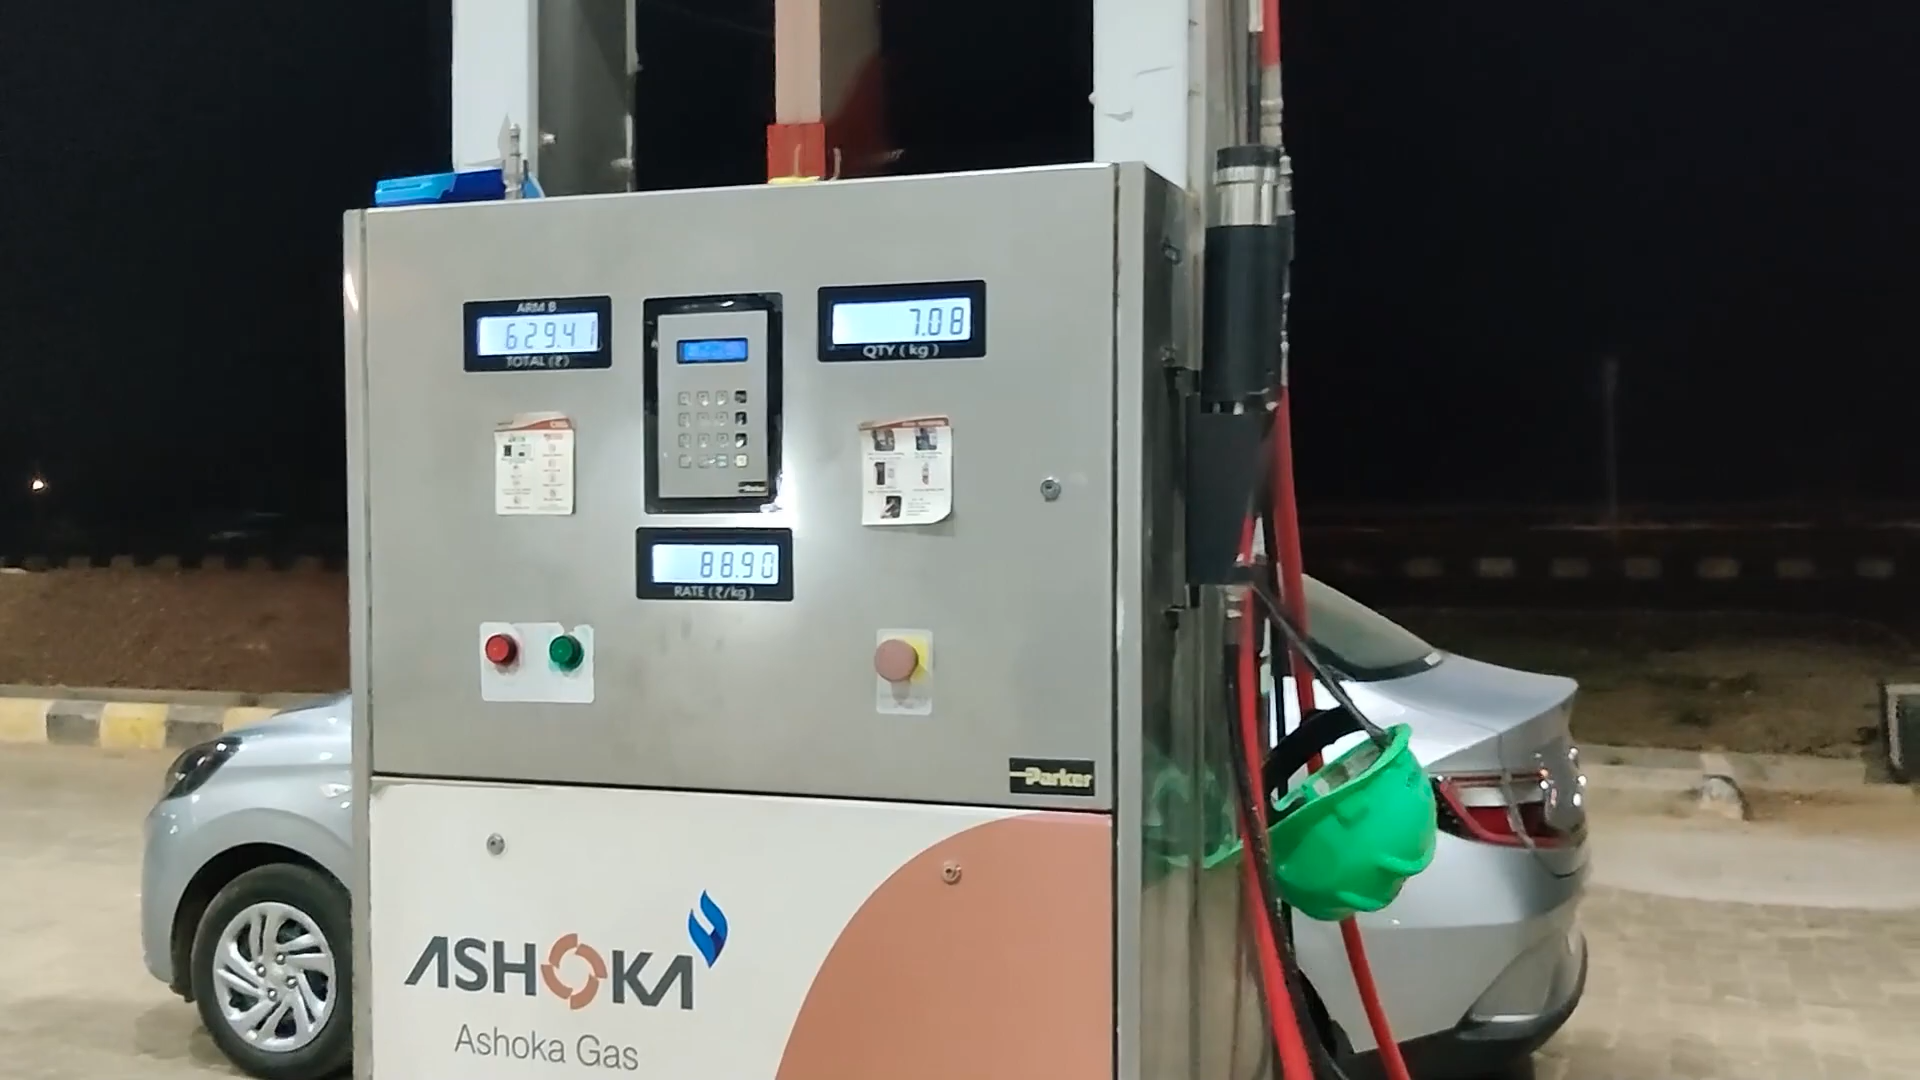 ARM B
629.41
TOTAL (₹)
7.08
QTY (kg)
88.90
RATE (₹/kg)
Parker
ASHOKA
Ashoka Gas